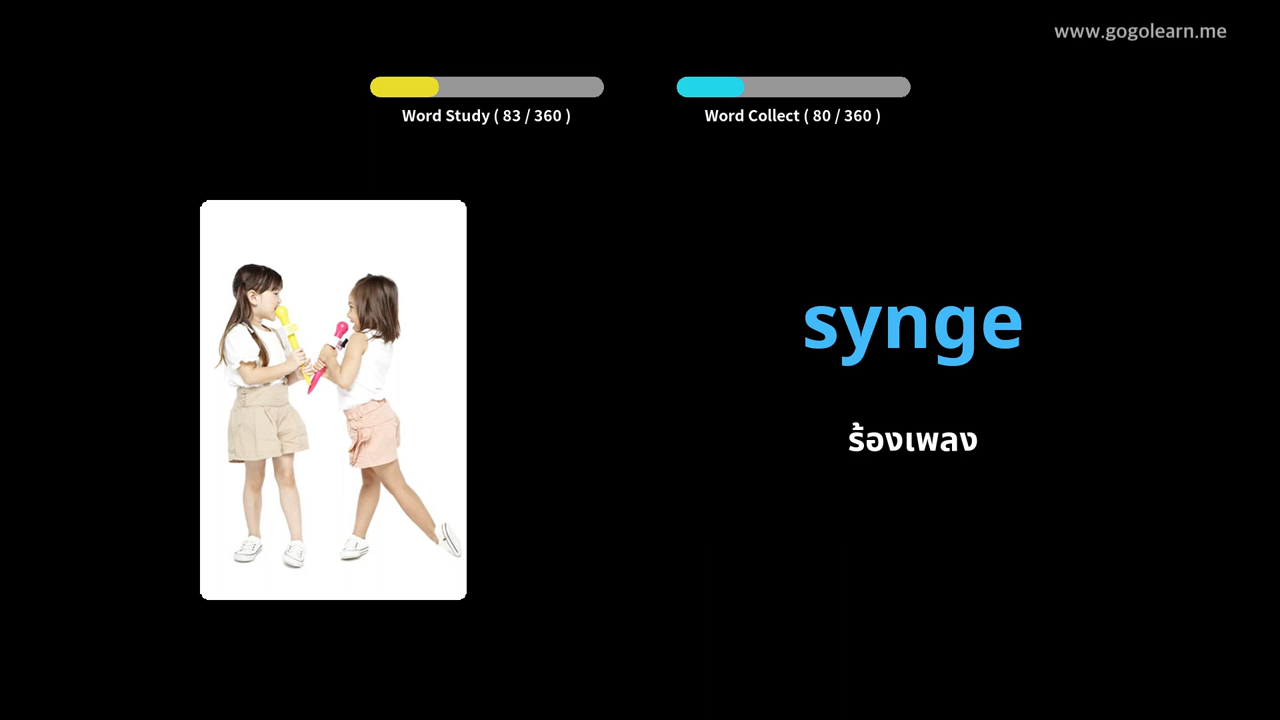 www.gogolearn.me
Word Study ( 83 / 360 )
Word Collect ( 80 / 360 )
synge
ร้องเพลง